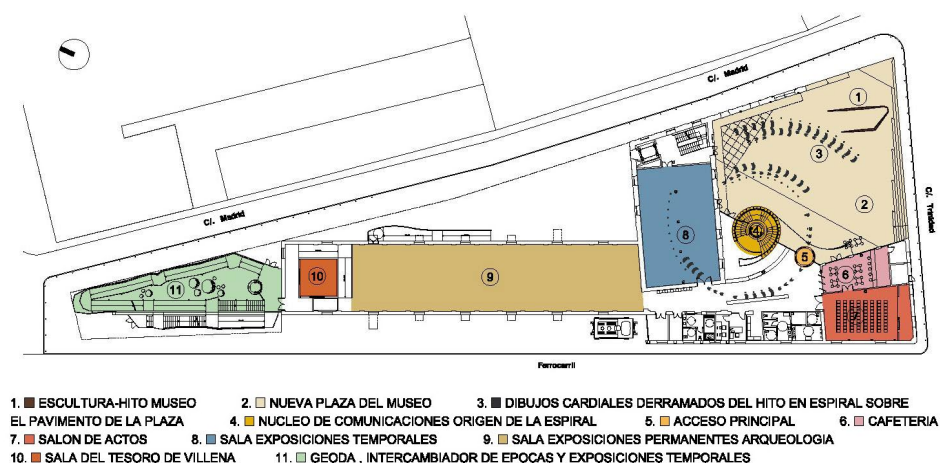 C/. Madrid
1
3
C/. Trinidad
2
C/. Madrid
8
4
5
10
9
6
11
7
Ferrocarril
1. ESCULTURA-HITO MUSEO 2. NUEVA PLAZA DEL MUSEO 3. DIBUJOS CARDIALES DERRAMADOS DEL HITO EN ESPIRAL SOBRE
EL PAVIMENTO DE LA PLAZA 4. NUCLEO DE COMUNICACIONES ORIGEN DE LA ESPIRAL 5. ACCESO PRINCIPAL 6. CAFETERIA
7. SALON DE ACTOS 8. SALA EXPOSICIONES TEMPORALES 9. SALA EXPOSICIONES PERMANENTES ARQUEOLOGIA
10. SALA DEL TESORO DE VILLENA 11. GEODA , INTERCAMBIADOR DE EPOCAS Y EXPOSICIONES TEMPORALES